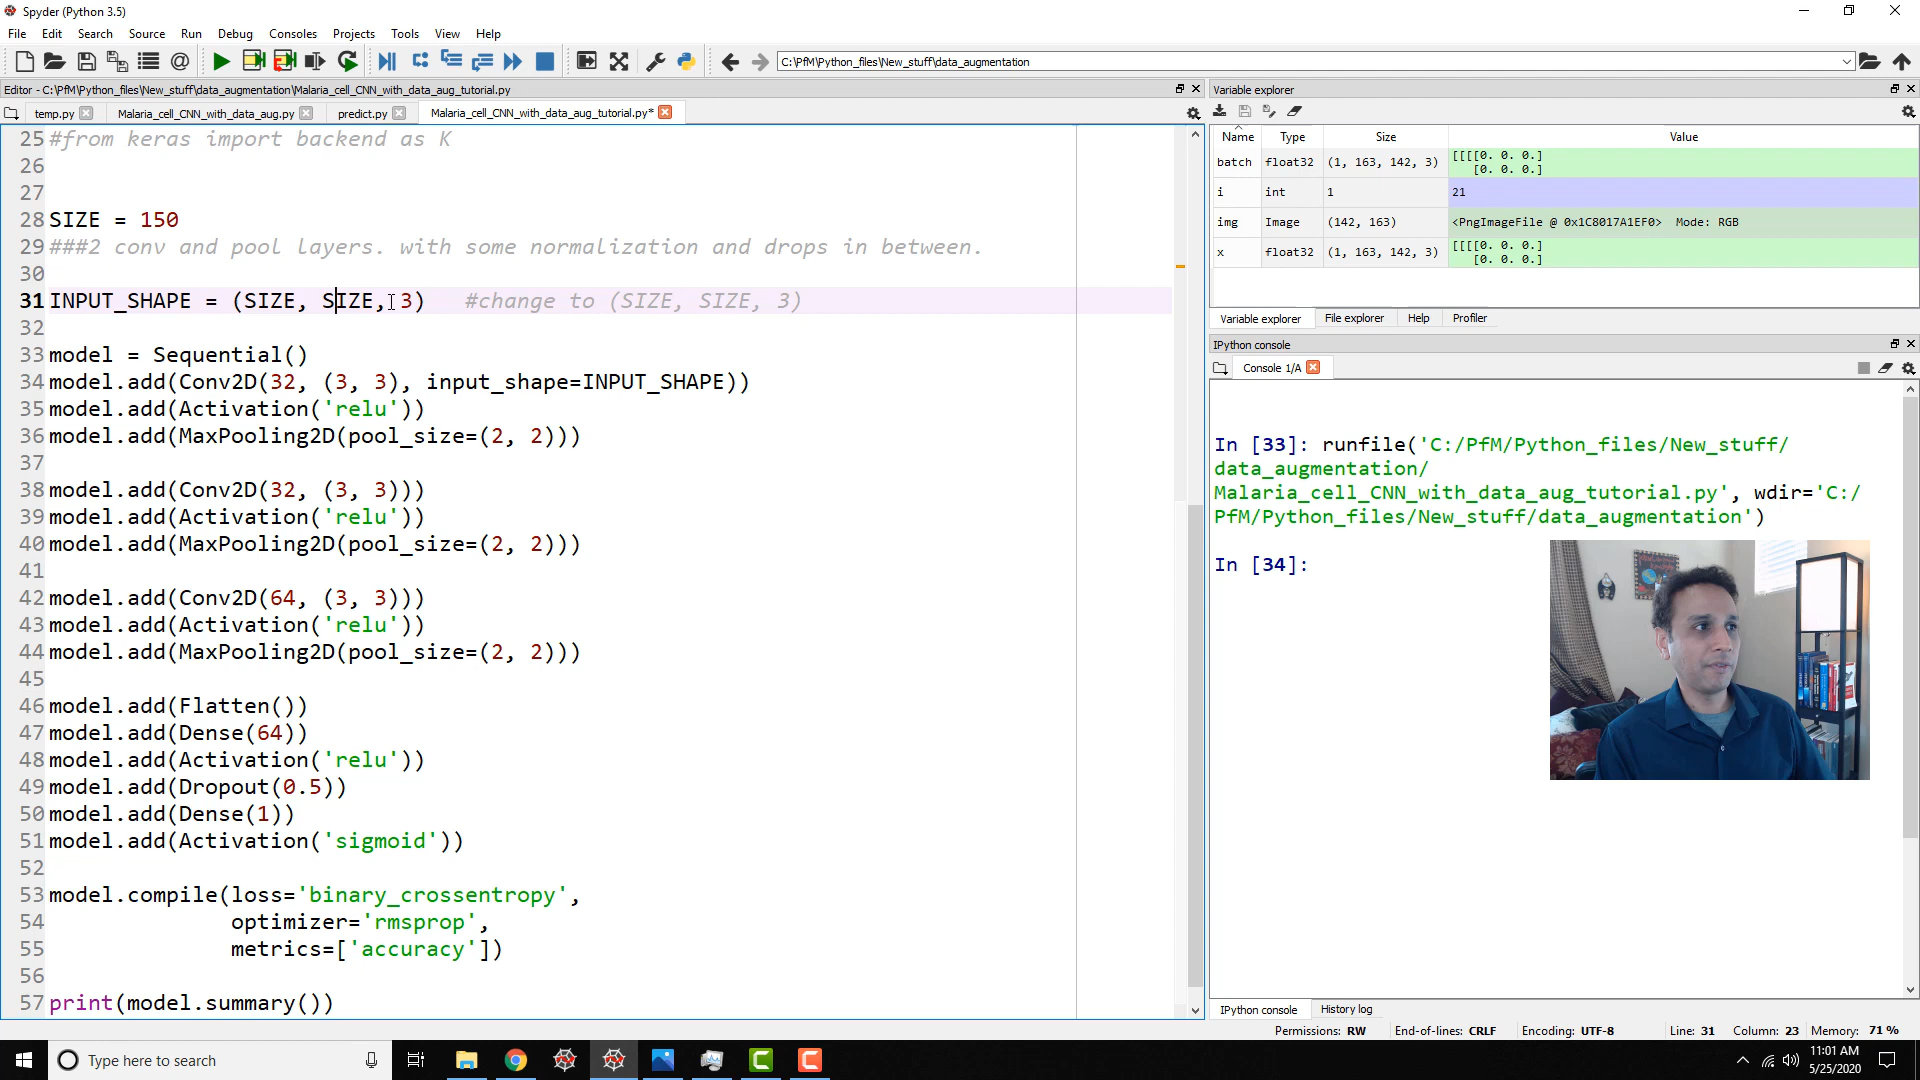 Spyder (Python 3.5)
File Edit Search Source Run Debug Consoles Projects Tools View Help
C:\PfM\Python_files\New_stuff\data_augmentation
Editor - C:\PfM\Python_files\New_stuff\data_augmentation\Malaria_cell_CNN_with_data_aug_tutorial.py
temp.py Malaria_cell_CNN_with_data_aug.py predict.py Malaria_cell_CNN_with_data_aug_tutorial.py*
25 #from keras import backend as K
26
27
28 SIZE = 150
29 ###2 conv and pool layers. with some normalization and drops in between.
30
31 INPUT_SHAPE = (SIZE, SIZE, 3)   #change to (SIZE, SIZE, 3)
32
33 model = Sequential()
34 model.add(Conv2D(32, (3, 3), input_shape=INPUT_SHAPE))
35 model.add(Activation('relu'))
36 model.add(MaxPooling2D(pool_size=(2, 2)))
37
38 model.add(Conv2D(32, (3, 3)))
39 model.add(Activation('relu'))
40 model.add(MaxPooling2D(pool_size=(2, 2)))
41
42 model.add(Conv2D(64, (3, 3)))
43 model.add(Activation('relu'))
44 model.add(MaxPooling2D(pool_size=(2, 2)))
45
46 model.add(Flatten())
47 model.add(Dense(64))
48 model.add(Activation('relu'))
49 model.add(Dropout(0.5))
50 model.add(Dense(1))
51 model.add(Activation('sigmoid'))
52
53 model.compile(loss='binary_crossentropy',
54               optimizer='rmsprop',
55               metrics=['accuracy'])
56
57 print(model.summary())
Variable explorer
Name Type Size Value
batch float32 (1, 163, 142, 3) [[[[0. 0. 0.]
[0. 0. 0.]
i int 1 21
img Image (142, 163) <PngImageFile @ 0x1C8017A1EF0> Mode: RGB
x float32 (1, 163, 142, 3) [[[[0. 0. 0.]
[0. 0. 0.]
Variable explorer File explorer Help Profiler
IPython console
Console 1/A
In [33]: runfile('C:/PfM/Python_files/New_stuff/
data_augmentation/
Malaria_cell_CNN_with_data_aug_tutorial.py', wdir='C:/
PfM/Python_files/New_stuff/data_augmentation')
In [34]:
IPython console History log
Permissions: RW End-of-lines: CRLF Encoding: UTF-8 Line: 31 Column: 23 Memory: 71 %
Type here to search
11:01 AM
5/25/2020